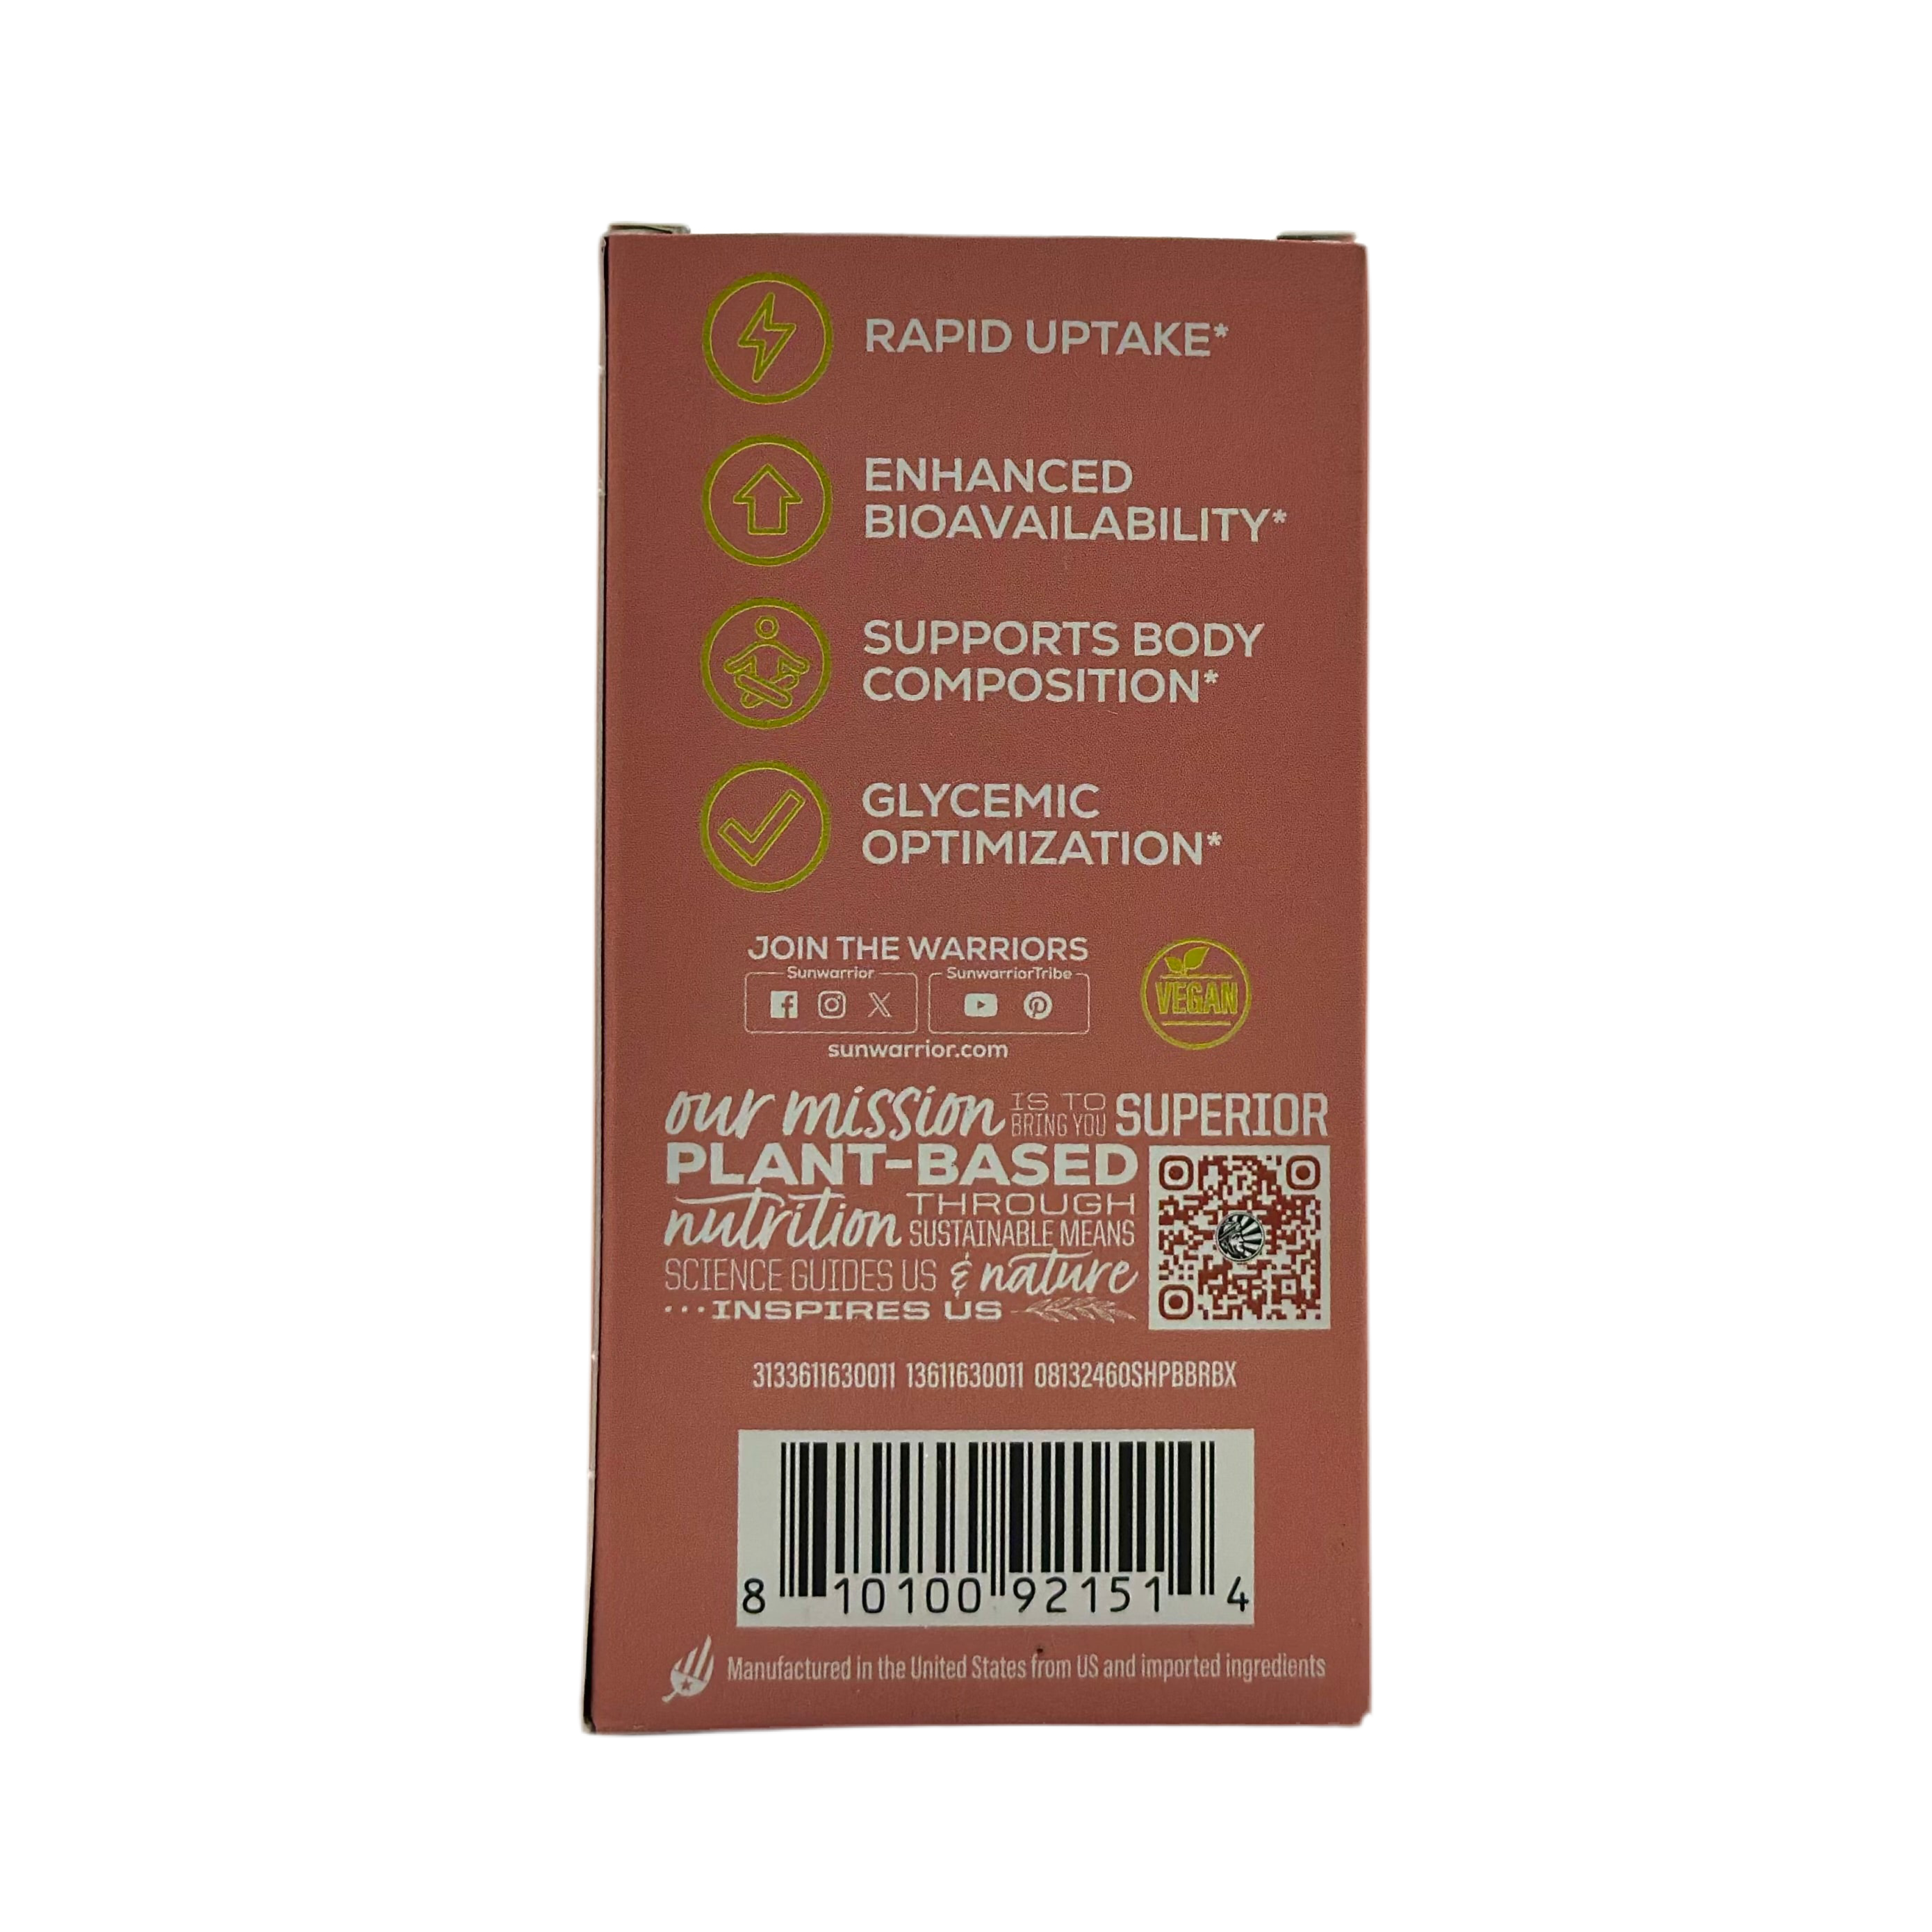 RAPID UPTAKE*
ENHANCED
BIOAVAILABILITY*
SUPPORTS BODY
COMPOSITION*
GLYCEMIC
OPTIMIZATION*
JOIN THE WARRIORS
Sunwarrior SunwarriorTribe
sunwarrior.com
VEGAN
our mission IS TO BRING YOU SUPERIOR
PLANT-BASED
nutrition THROUGH SUSTAINABLE MEANS
SCIENCE GUIDES US & nature
...INSPIRES US
3133611630011 13611630011 08132460SHPBBRBX
8 10100 92151 4
Manufactured in the United States from US and imported ingredients